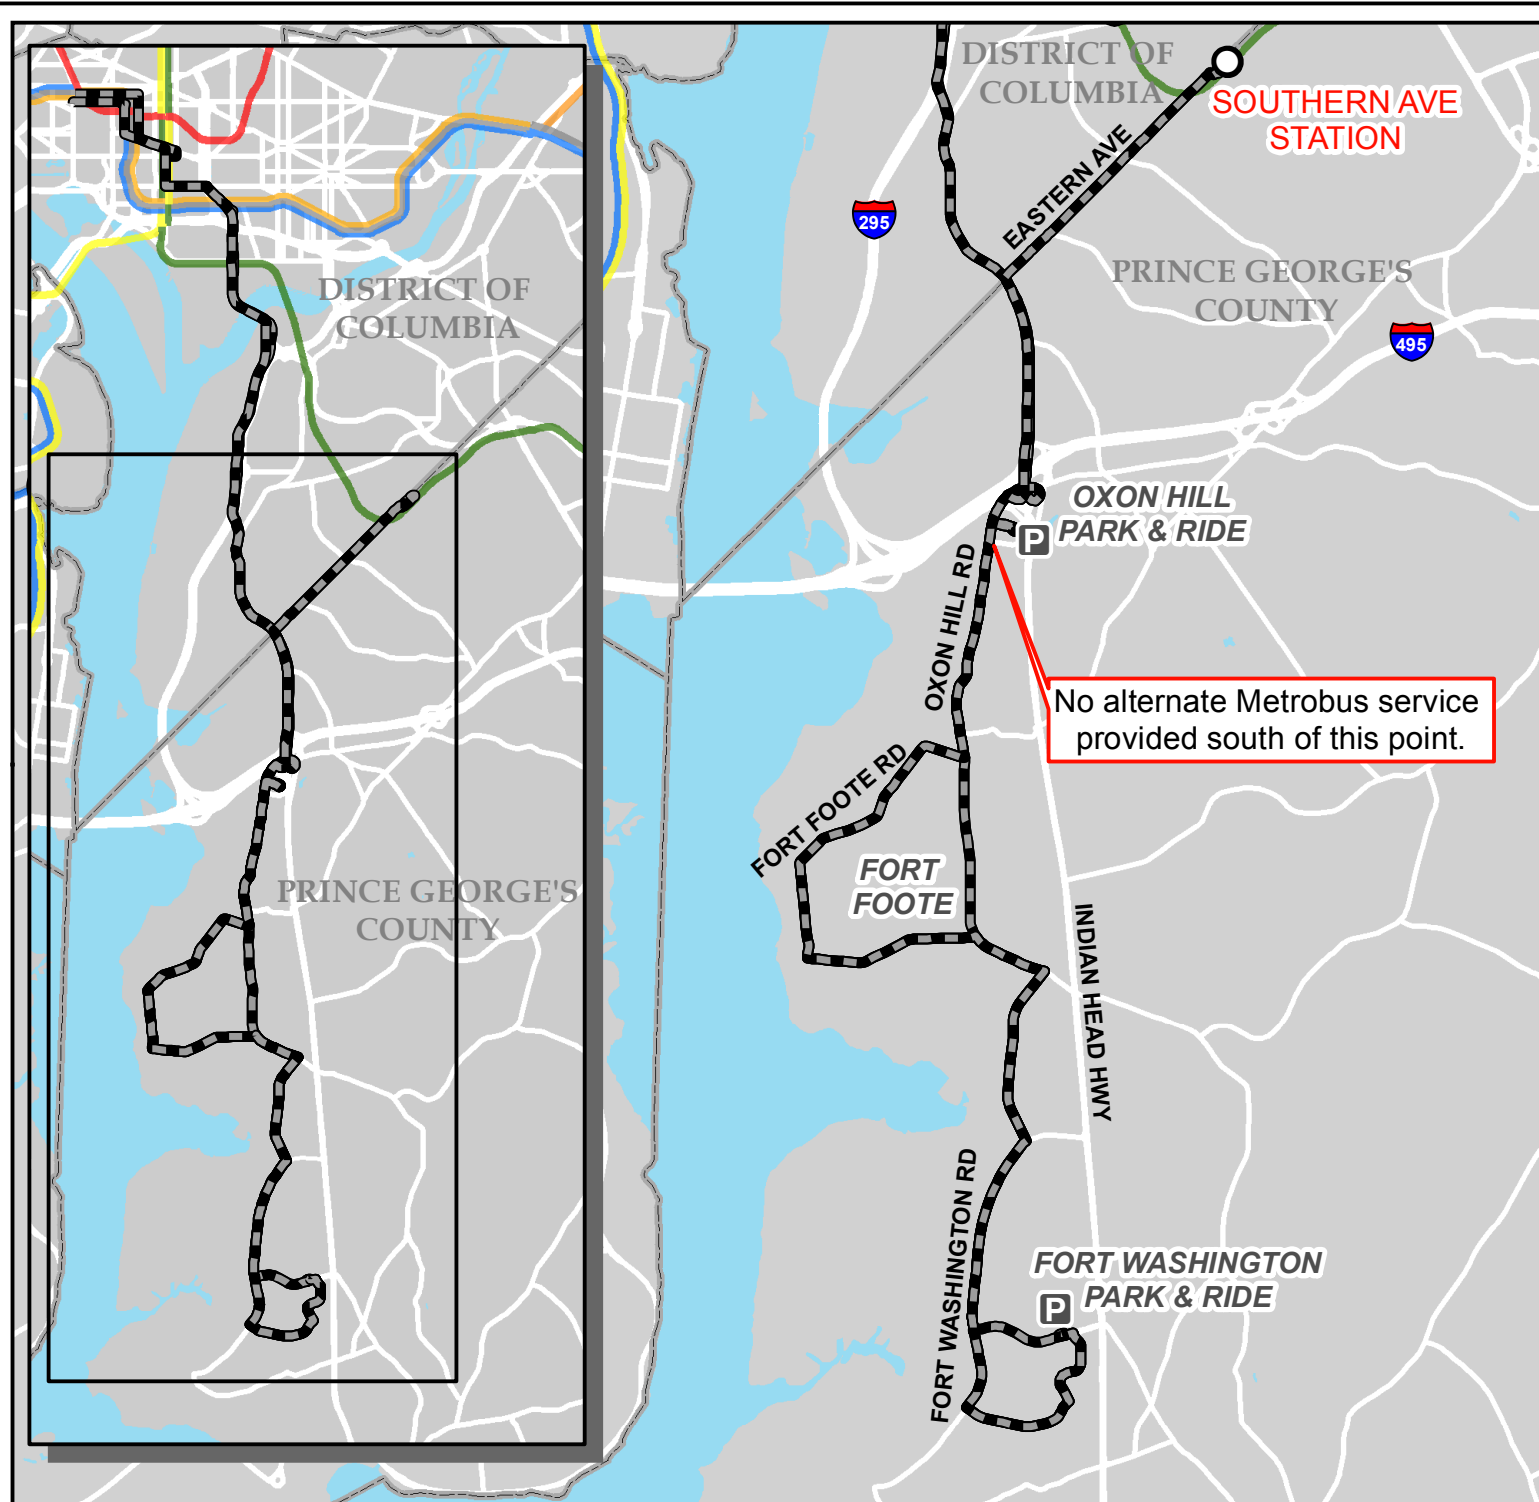 DISTRICT OF
COLUMBIA
PRINCE GEORGE'S
COUNTY
DISTRICT OF
COLUMBIA
SOUTHERN AVE
STATION
EASTERN AVE
295
PRINCE GEORGE'S
COUNTY
495
OXON HILL
PARK & RIDE
P
OXON HILL RD
No alternate Metrobus service
provided south of this point.
FORT FOOTE RD
FORT
FOOTE
INDIAN HEAD HWY
FORT WASHINGTON RD
FORT WASHINGTON
PARK & RIDE
P